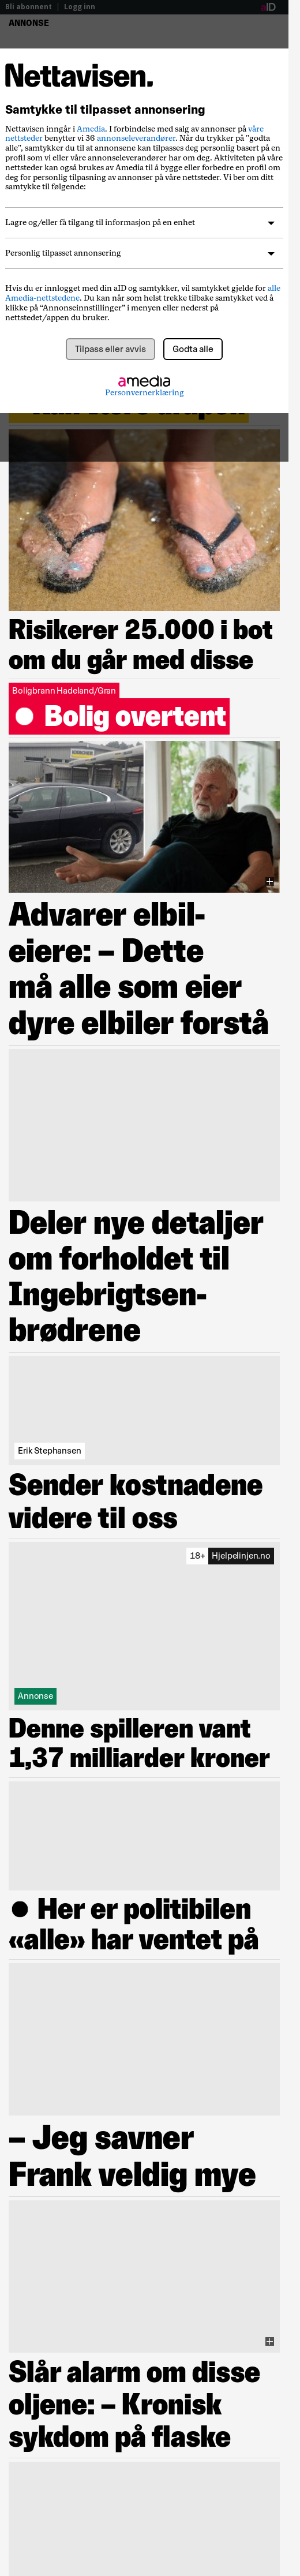 Bli abonnent | Logg inn
aID
ANNONSE
Nettavisen.
Samtykke til tilpasset annonsering
Nettavisen inngår i Amedia. I forbindelse med salg av annonser på våre
nettsteder benytter vi 36 annonseleverandører. Når du trykker på "godta
alle", samtykker du til at annonsene kan tilpasses deg personlig basert på en
profil som vi eller våre annonseleverandører har om deg. Aktiviteten på våre
nettsteder kan også brukes av Amedia til å bygge eller forbedre en profil om
deg for personlig tilpasning av annonser på våre nettsteder. Vi ber om ditt
samtykke til følgende:
Lagre og/eller få tilgang til informasjon på en enhet
Personlig tilpasset annonsering
Hvis du er innlogget med din aID og samtykker, vil samtykket gjelde for alle
Amedia-nettstedene. Du kan når som helst trekke tilbake samtykket ved å
klikke på “Annonseinnstillinger” i menyen eller nederst på
nettstedet/appen du bruker.
Tilpass eller avvis
Godta alle
amedia
Personvernerklæring
Risikerer 25.000 i bot
om du går med disse
Boligbrann Hadeland/Gran
● Bolig overtent
Advarer elbil-
eiere: – Dette
må alle som eier
dyre elbiler forstå
Deler nye detaljer
om forholdet til
Ingebrigtsen-
brødrene
Erik Stephansen
Sender kostnadene
videre til oss
18+ Hjelpelinjen.no
Annonse
Denne spilleren vant
1,37 milliarder kroner
● Her er politibilen
«alle» har ventet på
– Jeg savner
Frank veldig mye
Slår alarm om disse
oljene: – Kronisk
sykdom på flaske